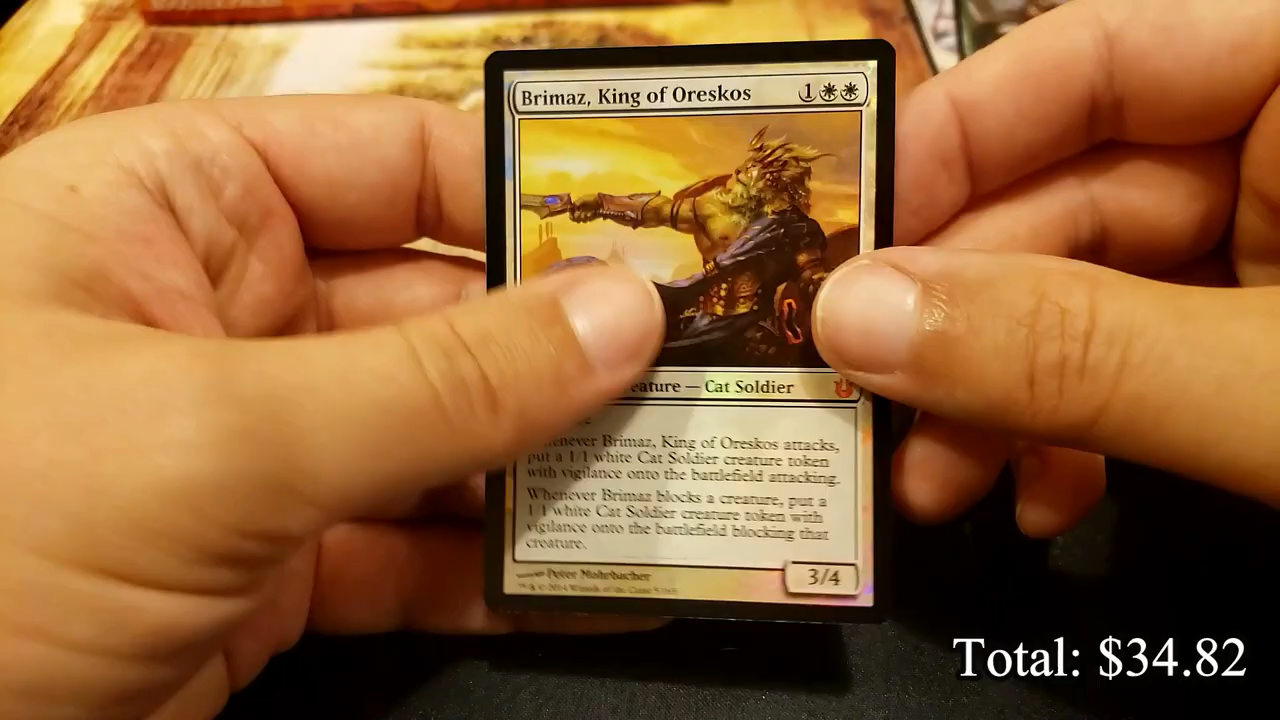 Brimaz, King of Oreskos 1
eature — Cat Soldier
henever Brimaz, King of Oreskos attacks,
put a 1/1 white Cat Soldier creature token
with vigilance onto the battlefield attacking.
Whenever Brimaz blocks a creature, put a
1/1 white Cat Soldier creature token with
vigilance onto the battlefield blocking that
creature.
Peter Mohrbacher
3/4
Total: $34.82